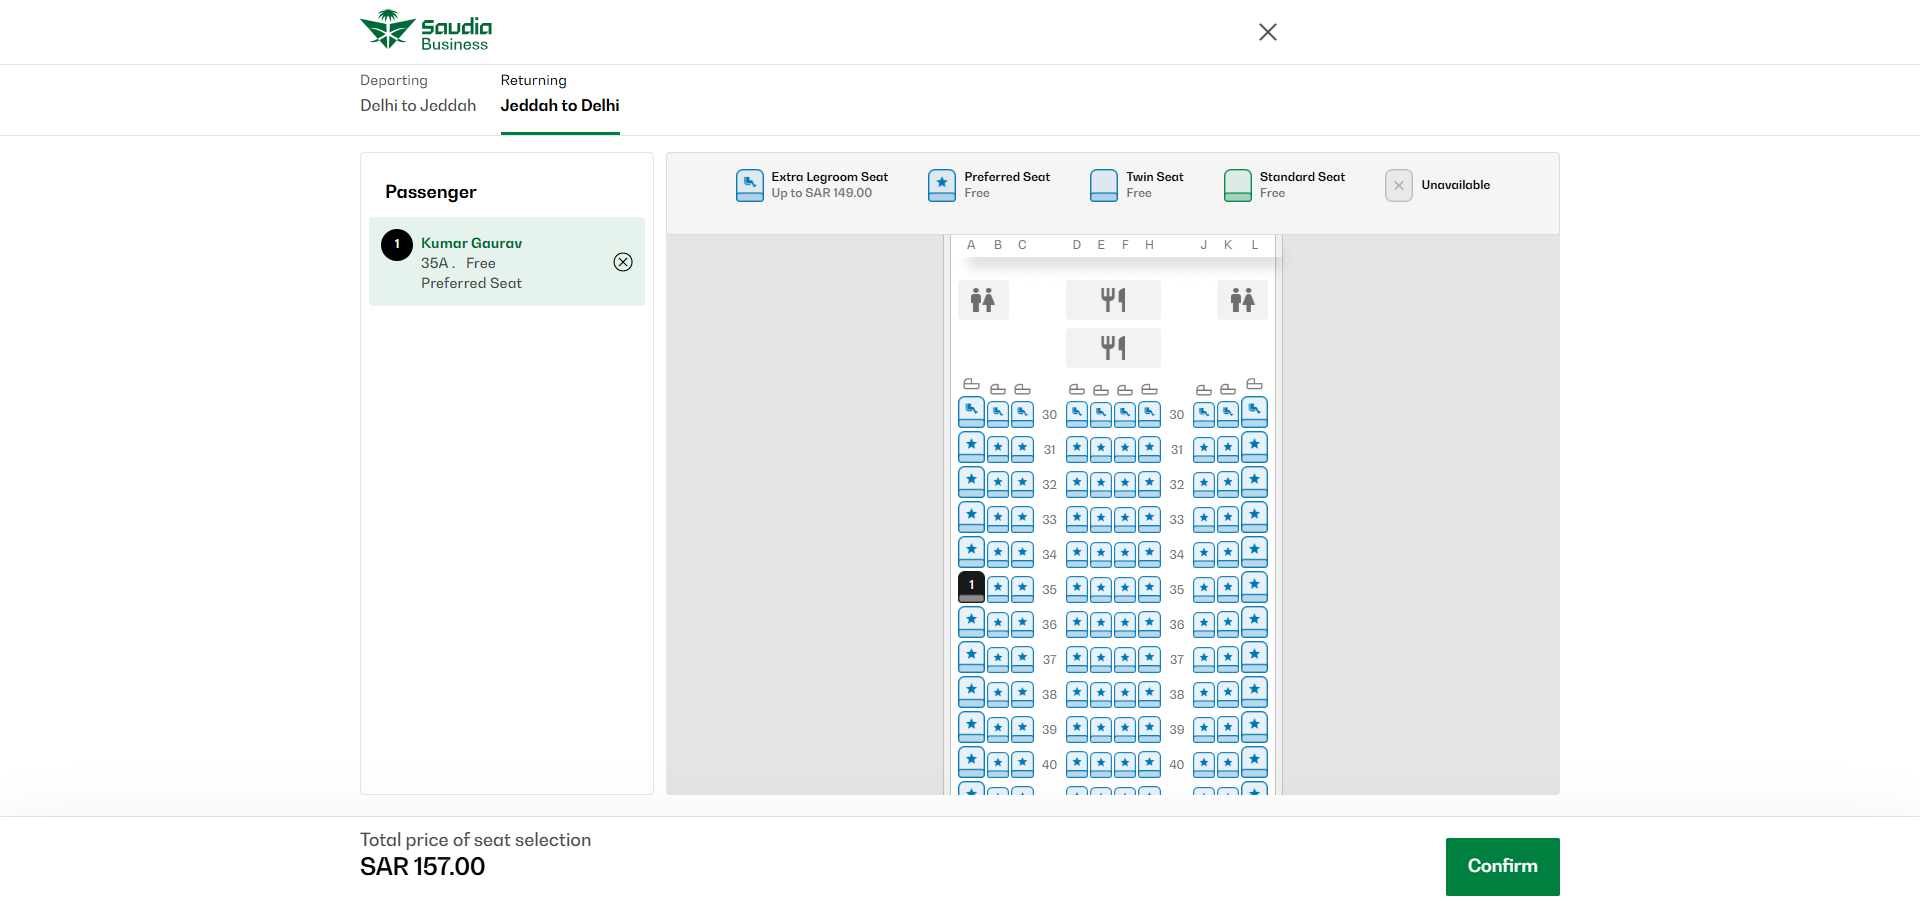 Saudia
Business
Departing
Delhi to Jeddah
Returning
Jeddah to Delhi
Passenger
1
Kumar Gaurav
35A . Free
Preferred Seat
Extra Legroom Seat
Up to SAR 149.00
Preferred Seat
Free
Twin Seat
Free
Standard Seat
Free
Unavailable
A B C D E F H J K L
30 30
31 31
32 32
33 33
34 34
1 35 35
36 36
37 37
38 38
39 39
40 40
Total price of seat selection
SAR 157.00
Confirm